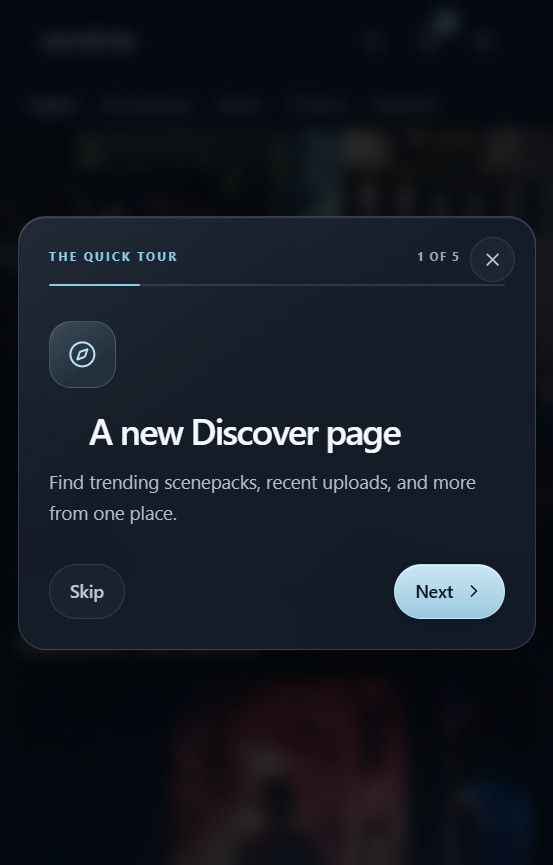 THE QUICK TOUR
1 OF 5
A new Discover page
Find trending scenepacks, recent uploads, and more
from one place.
Skip
Next